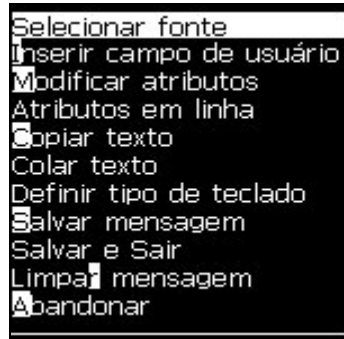 Selecionar fonte
Inserir campo de usuário
Modificar atributos
Atributos em linha
Copiar texto
Colar texto
Definir tipo de teclado
Salvar mensagem
Salvar e Sair
Limpar mensagem
Abandonar